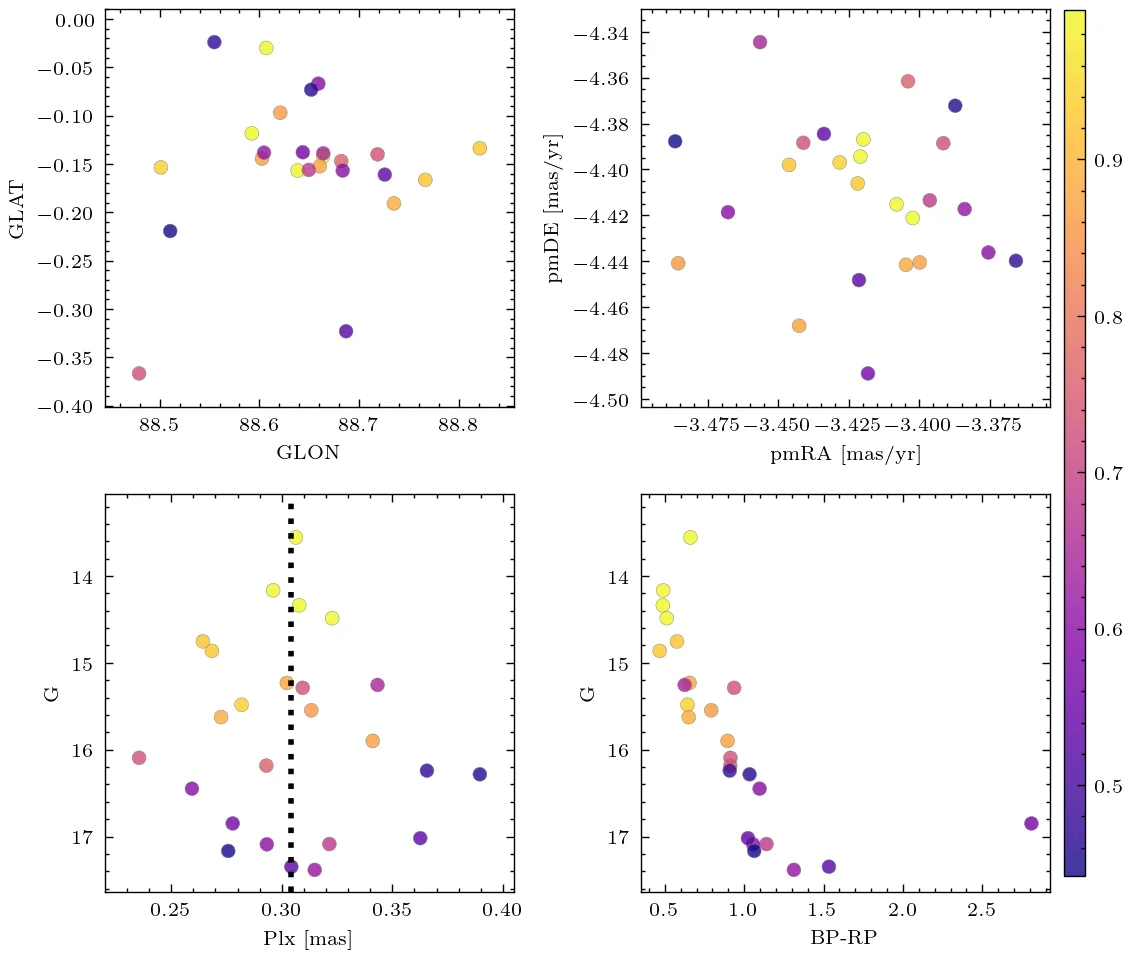 0.00
−0.05
−0.10
−0.15
−0.20
−0.25
−0.30
−0.35
−0.40
GLAT
88.5 88.6 88.7 88.8
GLON
−4.34
−4.36
−4.38
−4.40
−4.42
−4.44
−4.46
−4.48
−4.50
pmDE [mas/yr]
−3.475 −3.450 −3.425 −3.400 −3.375
pmRA [mas/yr]
14
15
16
17
G
0.25 0.30 0.35 0.40
Plx [mas]
14
15
16
17
G
0.5 1.0 1.5 2.0 2.5
BP-RP
0.9
0.8
0.7
0.6
0.5